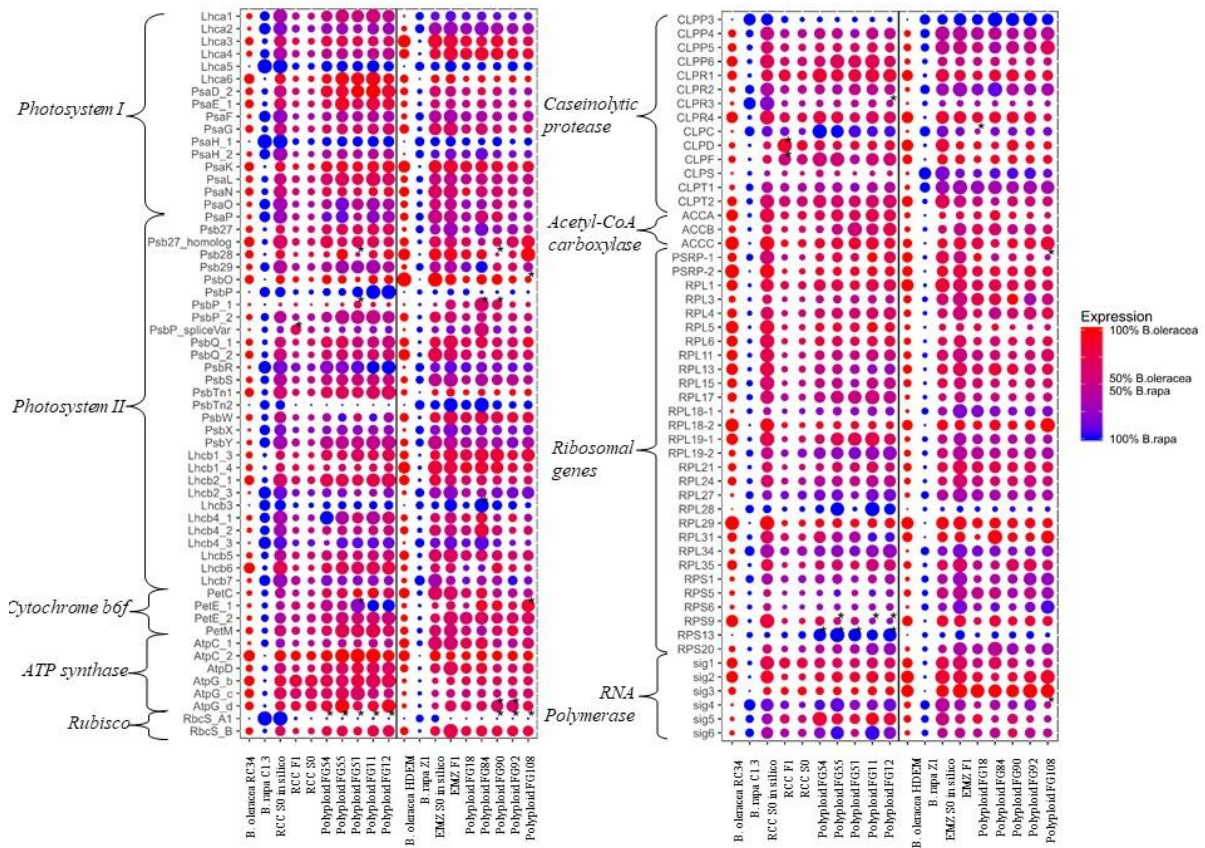 Photosystem I
Photosystem II
Cytochrome b6f
ATP synthase
Rubisco
Lhca1
Lhca2
Lhca3
Lhca4
Lhca5
Lhca6
PsaD_2
PsaE_1
PsaF
PsaG
PsaH_1
PsaH_2
PsaK
PsaL
PsaN
PsaO
PsaP
Psb27
Psb27_homolog
Psb28
Psb29
PsbO
PsbP
PsbP_1
PsbP_2
PsbP_spliceVar
PsbQ_1
PsbQ_2
PsbR
PsbS
PsbTn1
PsbTn2
PsbW
PsbX
PsbY
Lhcb1_3
Lhcb1_4
Lhcb2_1
Lhcb2_3
Lhcb3
Lhcb4_1
Lhcb4_2
Lhcb4_3
Lhcb5
Lhcb6
Lhcb7
PetC
PetE_1
PetE_2
PetM
AtpC_1
AtpC_2
AtpD
AtpG_b
AtpG_c
AtpG_d
RbcS_A1
RbcS_B
B. oleracea RC34
B. rapa C1.3
RCC S0 in silico
RCC F1
RCC S0
Polyploid FG54
Polyploid FG55
Polyploid FG51
Polyploid FG11
Polyploid FG12
B. oleracea HDEM
B. rapa Z1
EMZ S0 in silico
EMZ F1
Polyploid FG18
Polyploid FG84
Polyploid FG90
Polyploid FG92
Polyploid FG108
Caseinolytic
protease
Acetyl-CoA
carboxylase
Ribosomal
genes
RNA
Polymerase
CLPP3
CLPP4
CLPP5
CLPP6
CLPR1
CLPR2
CLPR3
CLPR4
CLPC
CLPD
CLPF
CLPS
CLPT1
CLPT2
ACCA
ACCB
ACCC
PSRP-1
PSRP-2
RPL1
RPL3
RPL4
RPL5
RPL6
RPL11
RPL13
RPL15
RPL17
RPL18-1
RPL18-2
RPL19-1
RPL19-2
RPL21
RPL24
RPL27
RPL28
RPL29
RPL31
RPL34
RPL35
RPS1
RPS5
RPS6
RPS9
RPS13
RPS20
sig1
sig2
sig3
sig4
sig5
sig6
B. oleracea RC34
B. rapa C1.3
RCC S0 in silico
RCC F1
RCC S0
Polyploid FG54
Polyploid FG55
Polyploid FG51
Polyploid FG11
Polyploid FG12
B. oleracea HDEM
B. rapa Z1
EMZ S0 in silico
EMZ F1
Polyploid FG18
Polyploid FG84
Polyploid FG90
Polyploid FG92
Polyploid FG108
Expression
100% B.oleracea
50% B.oleracea
50% B.rapa
100% B.rapa